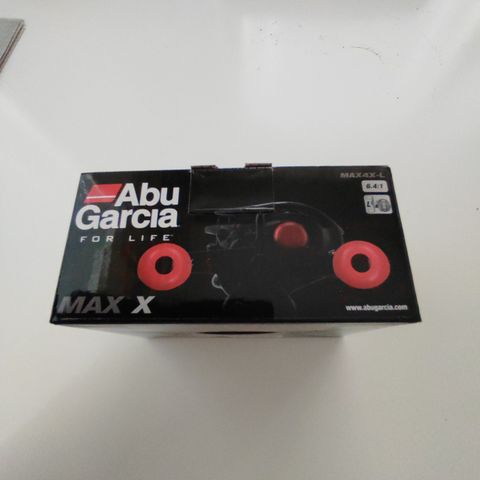 Abu
Garcia
FOR LIFE
MAX X
MAX4X-L
6.4:1
L
www.abugarcia.com